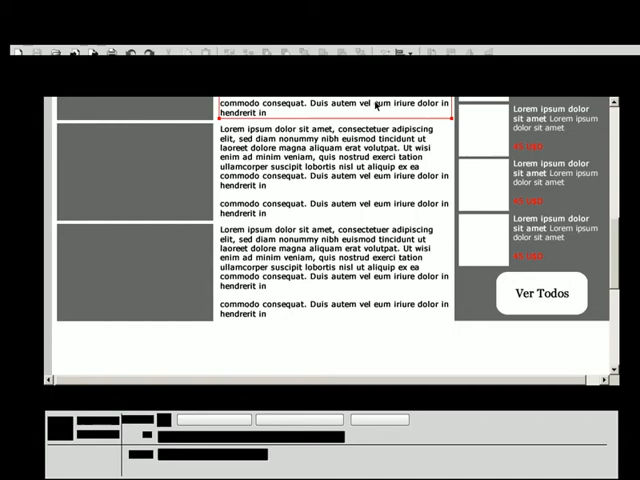 commodo consequat. Duis autem vel eum iriure dolor in
hendrerit in
Lorem ipsum dolor sit amet, consectetuer adipiscing
elit, sed diam nonummy nibh euismod tincidunt ut
laoreet dolore magna aliquam erat volutpat. Ut wisi
enim ad minim veniam, quis nostrud exerci tation
ullamcorper suscipit lobortis nisl ut aliquip ex ea
commodo consequat. Duis autem vel eum iriure dolor in
hendrerit in
commodo consequat. Duis autem vel eum iriure dolor in
hendrerit in
Lorem ipsum dolor sit amet, consectetuer adipiscing
elit, sed diam nonummy nibh euismod tincidunt ut
laoreet dolore magna aliquam erat volutpat. Ut wisi
enim ad minim veniam, quis nostrud exerci tation
ullamcorper suscipit lobortis nisl ut aliquip ex ea
commodo consequat. Duis autem vel eum iriure dolor in
hendrerit in
commodo consequat. Duis autem vel eum iriure dolor in
hendrerit in
Lorem ipsum dolor
sit amet Lorem ipsum
dolor sit amet
45 USD
Lorem ipsum dolor
sit amet Lorem ipsum
dolor sit amet
45 USD
Lorem ipsum dolor
sit amet Lorem ipsum
dolor sit amet
45 USD
Ver Todos